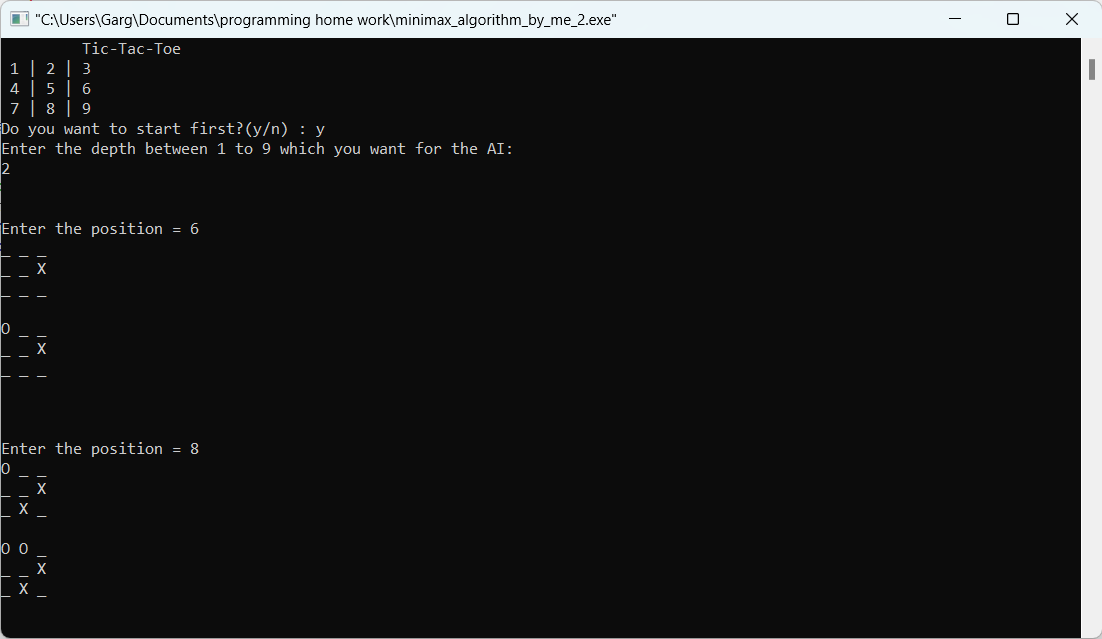 "C:\Users\Garg\Documents\programming home work\minimax_algorithm_by_me_2.exe"
Tic-Tac-Toe
1 | 2 | 3
4 | 5 | 6
7 | 8 | 9
Do you want to start first?(y/n) : y
Enter the depth between 1 to 9 which you want for the AI:
2
Enter the position = 6
_ _ _
_ _ X
_ _ _
O _ _
_ _ X
_ _ _
Enter the position = 8
O _ _
_ _ X
_ X _
O O _
_ _ X
_ X _